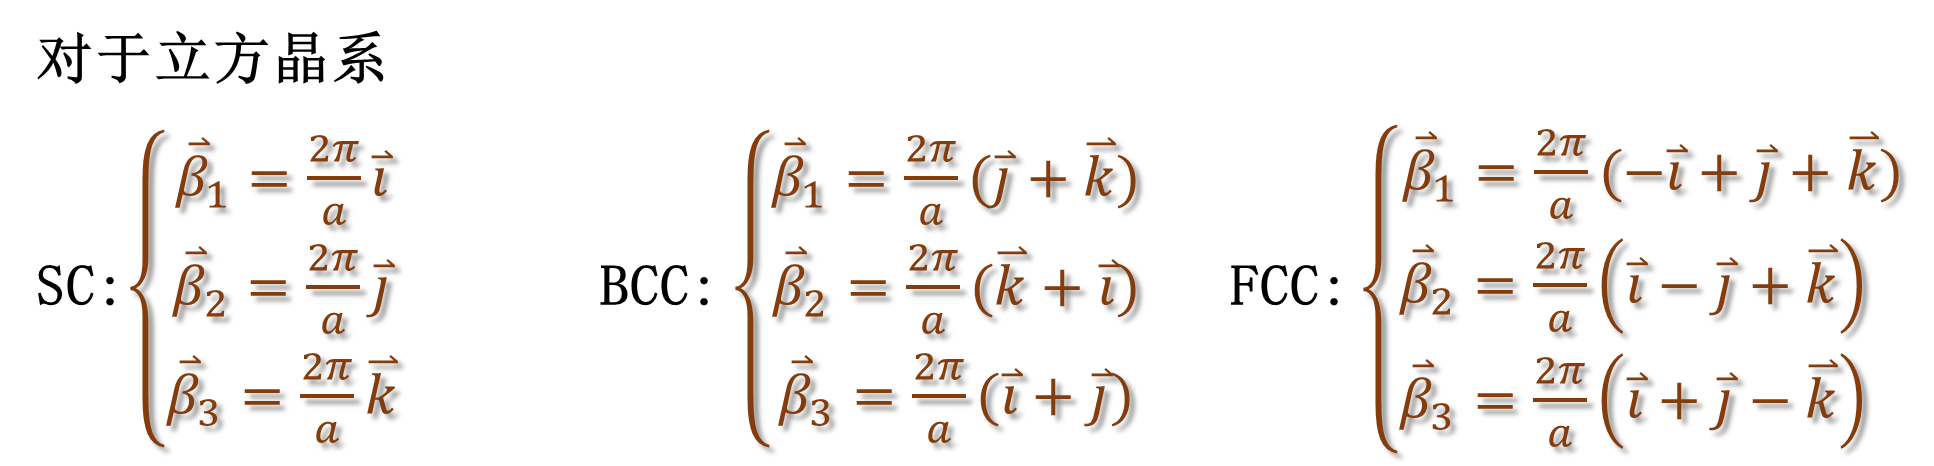 对于立方晶系
SC: { β⃗₁ = 2π/a i⃗
β⃗₂ = 2π/a j⃗
β⃗₃ = 2π/a k⃗
BCC: { β⃗₁ = 2π/a (j⃗ + k⃗)
β⃗₂ = 2π/a (k⃗ + i⃗)
β⃗₃ = 2π/a (i⃗ + j⃗)
FCC: { β⃗₁ = 2π/a (−i⃗ + j⃗ + k⃗)
β⃗₂ = 2π/a (i⃗ − j⃗ + k⃗)
β⃗₃ = 2π/a (i⃗ + j⃗ − k⃗)